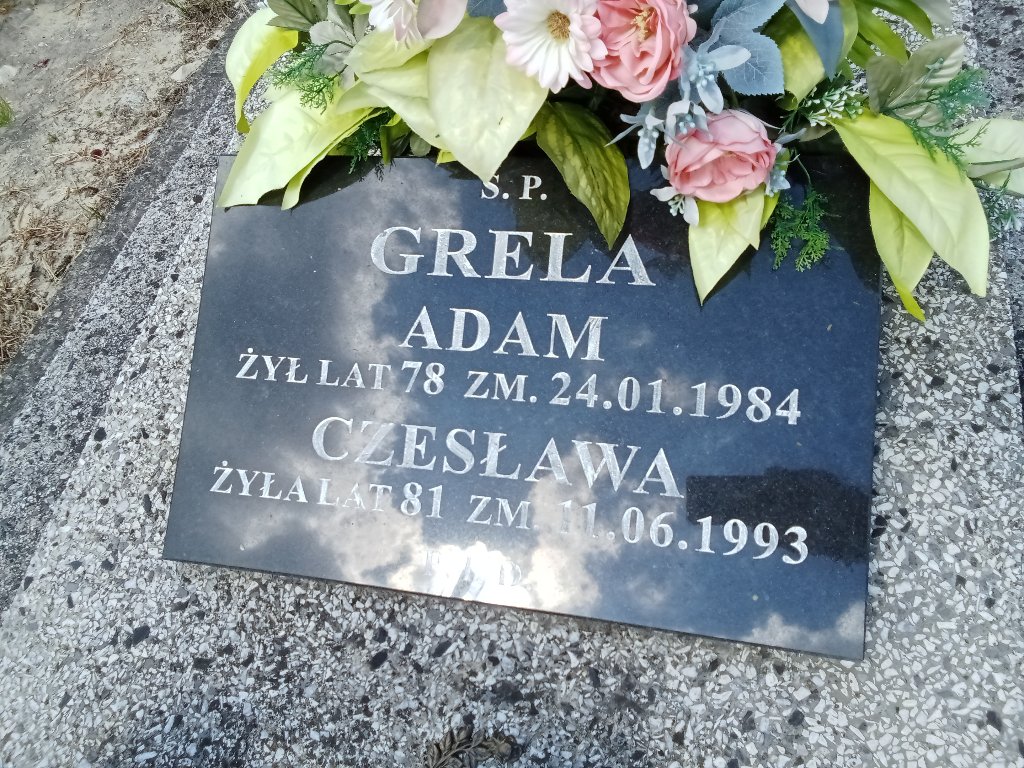 Ś. P.
GRELA
ADAM
ŻYŁ LAT 78 ZM. 24.01.1984
CZESŁAWA
ŻYŁA LAT 81 ZM. 11.06.1993